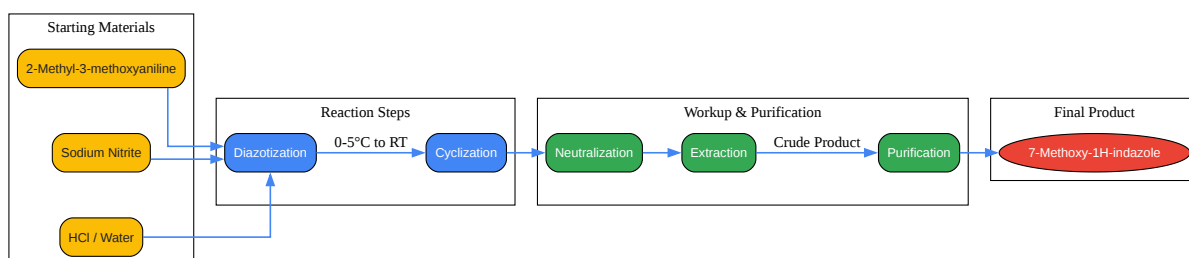 Starting Materials
2-Methyl-3-methoxyaniline
Sodium Nitrite
HCl / Water
Reaction Steps
Diazotization
0-5°C to RT
Cyclization
Workup & Purification
Neutralization
Extraction
Crude Product
Purification
Final Product
7-Methoxy-1H-indazole